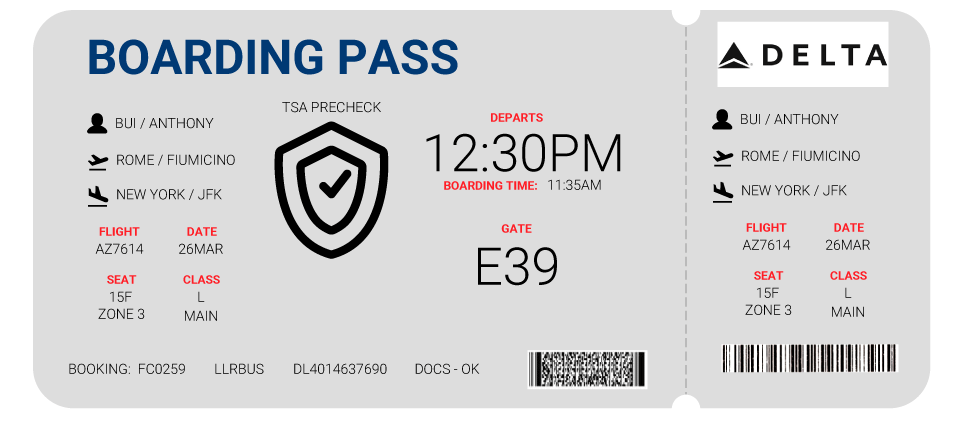 BOARDING PASS
BUI / ANTHONY
ROME / FIUMICINO
NEW YORK / JFK
FLIGHT DATE
AZ7614 26MAR
SEAT CLASS
15F L
ZONE 3 MAIN
TSA PRECHECK
DEPARTS
12:30PM
BOARDING TIME: 11:35AM
GATE
E39
BOOKING: FC0259 LLRBUS DL4014637690 DOCS - OK
DELTA
BUI / ANTHONY
ROME / FIUMICINO
NEW YORK / JFK
FLIGHT DATE
AZ7614 26MAR
SEAT CLASS
15F L
ZONE 3 MAIN